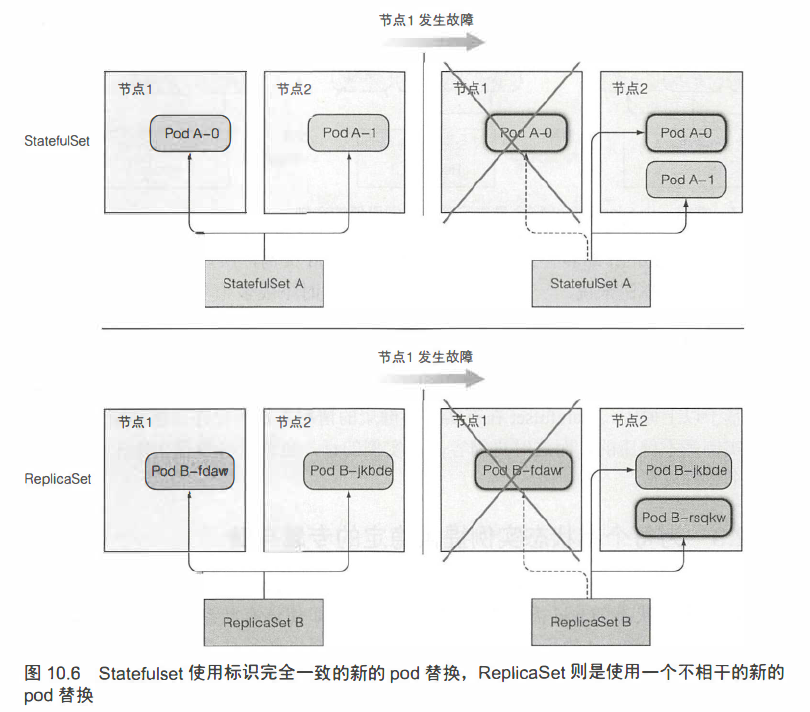 节点1 发生故障
节点1
节点2
节点1
节点2
StatefulSet
Pod A-0
Pod A-1
Pod A-0
Pod A-0
Pod A-1
StatefulSet A
StatefulSet A
节点1 发生故障
节点1
节点2
节点1
节点2
ReplicaSet
Pod B-fdawr
Pod B-jkbde
Pod B-fdawr
Pod B-jkbde
Pod B-rsqkw
ReplicaSet B
ReplicaSet B
图 10.6 Statefulset 使用标识完全一致的新的 pod 替换，ReplicaSet 则是使用一个不相干的新的
pod 替换